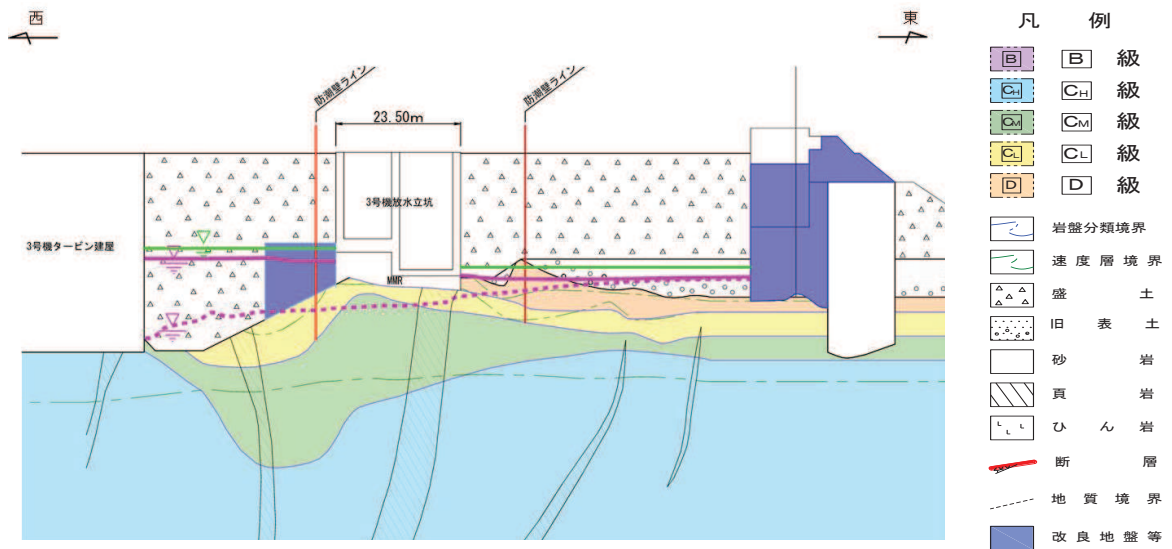 西
東
防潮壁ライン
防潮壁ライン
23.50m
3号機放水立坑
3号機タービン建屋
MMR
凡 例
B B 級
CH CH 級
CM CM 級
CL CL 級
D D 級
岩盤分類境界
速度層境界
盛 土
旧 表 土
砂 岩
頁 岩
ひ ん 岩
断 層
地 質 境 界
改 良 地 盤 等